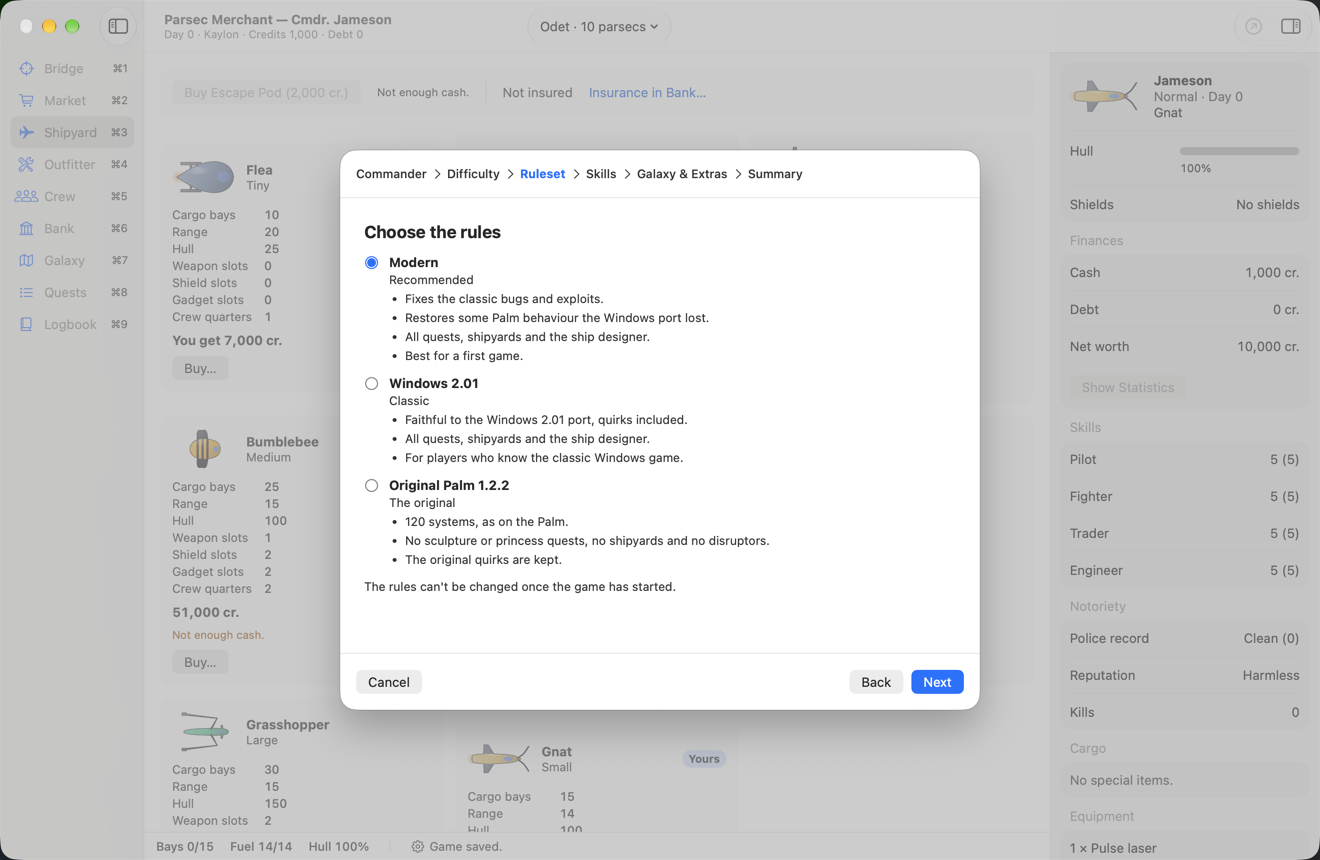 Parsec Merchant — Cmdr. Jameson
Day 0 · Kaylon · Credits 1,000 · Debt 0
Odet · 10 parsecs
Bridge ⌘1
Market ⌘2
Shipyard ⌘3
Outfitter ⌘4
Crew ⌘5
Bank ⌘6
Galaxy ⌘7
Quests ⌘8
Logbook ⌘9
Buy Escape Pod (2,000 cr.) Not enough cash. Not insured Insurance in Bank...
Flea
Tiny
Cargo bays 10
Range 20
Hull 25
Weapon slots 0
Shield slots 0
Gadget slots 0
Crew quarters 1
You get 7,000 cr.
Buy...
Bumblebee
Medium
Cargo bays 25
Range 15
Hull 100
Weapon slots 1
Shield slots 2
Gadget slots 2
Crew quarters 2
51,000 cr.
Not enough cash.
Buy...
Grasshopper
Large
Cargo bays 30
Range 15
Hull 150
Weapon slots 2
Gnat
Small
Yours
Cargo bays 15
Range 14
Hull 100
Commander > Difficulty > Ruleset > Skills > Galaxy & Extras > Summary
Choose the rules
Modern
Recommended
• Fixes the classic bugs and exploits.
• Restores some Palm behaviour the Windows port lost.
• All quests, shipyards and the ship designer.
• Best for a first game.
Windows 2.01
Classic
• Faithful to the Windows 2.01 port, quirks included.
• All quests, shipyards and the ship designer.
• For players who know the classic Windows game.
Original Palm 1.2.2
The original
• 120 systems, as on the Palm.
• No sculpture or princess quests, no shipyards and no disruptors.
• The original quirks are kept.
The rules can't be changed once the game has started.
Cancel Back Next
Jameson
Normal · Day 0
Gnat
Hull
100%
Shields No shields
Finances
Cash 1,000 cr.
Debt 0 cr.
Net worth 10,000 cr.
Show Statistics
Skills
Pilot 5 (5)
Fighter 5 (5)
Trader 5 (5)
Engineer 5 (5)
Notoriety
Police record Clean (0)
Reputation Harmless
Kills 0
Cargo
No special items.
Equipment
1 × Pulse laser
Bays 0/15 Fuel 14/14 Hull 100% Game saved.